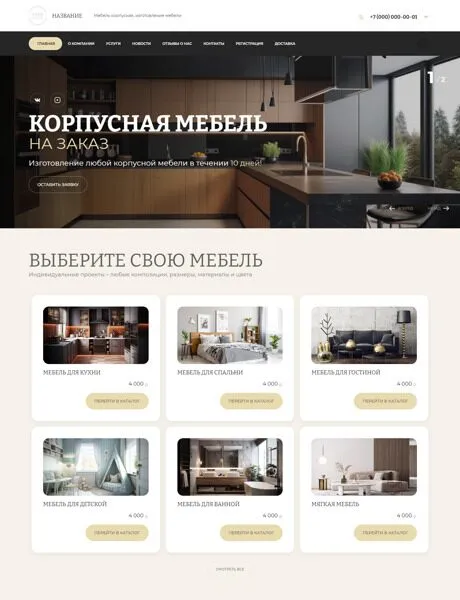 НАЗВАНИЕ
Мебель корпусная, изготовление мебели
+7 (000) 000-00-01
ГЛАВНАЯ О КОМПАНИИ УСЛУГИ НОВОСТИ ОТЗЫВЫ О НАС КОНТАКТЫ РЕГИСТРАЦИЯ ДОСТАВКА
1 / 2
КОРПУСНАЯ МЕБЕЛЬ
НА ЗАКАЗ
Изготовление любой корпусной мебели в течении 10 дней!
ОСТАВИТЬ ЗАЯВКУ
ВЫБЕРИТЕ СВОЮ МЕБЕЛЬ
Индивидуальные проекты – любые композиции, размеры, материалы и цвета
МЕБЕЛЬ ДЛЯ КУХНИ
4 000
ПЕРЕЙТИ В КАТАЛОГ
МЕБЕЛЬ ДЛЯ СПАЛЬНИ
4 000
ПЕРЕЙТИ В КАТАЛОГ
МЕБЕЛЬ ДЛЯ ГОСТИНОЙ
4 000
ПЕРЕЙТИ В КАТАЛОГ
МЕБЕЛЬ ДЛЯ ДЕТСКОЙ
4 000
ПЕРЕЙТИ В КАТАЛОГ
МЕБЕЛЬ ДЛЯ ВАННОЙ
4 000
ПЕРЕЙТИ В КАТАЛОГ
МЯГКАЯ МЕБЕЛЬ
4 000
ПЕРЕЙТИ В КАТАЛОГ
СМОТРЕТЬ ВСЕ